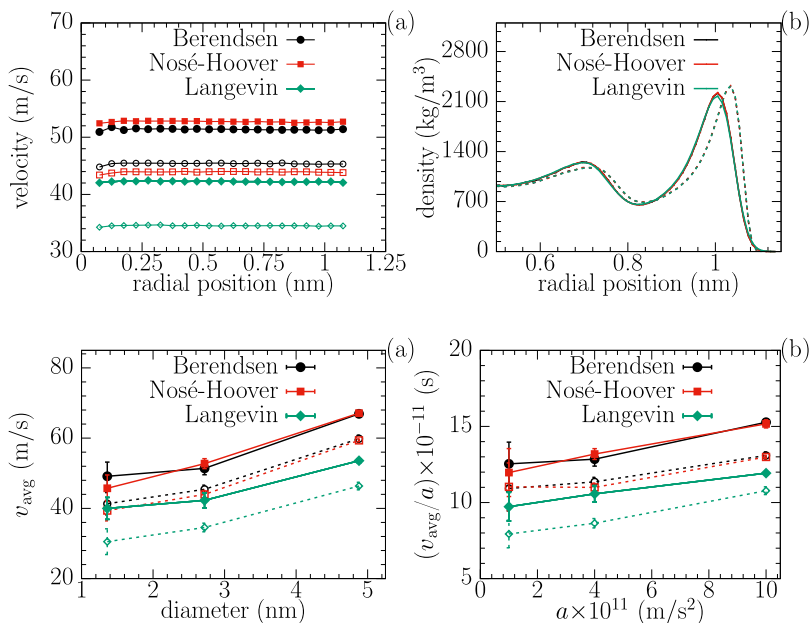 (a)
70
60
50
40
30
velocity (m/s)
Berendsen
Nosé-Hoover
Langevin
0
0.25
0.5
0.75
1
1.25
radial position (nm)
(b)
2200
1700
1200
700
0
density (kg/m³)
Berendsen
Nosé-Hoover
Langevin
0.6
0.8
1
radial position (nm)
(a)
80
60
40
20
v_avg (m/s)
Berendsen
Nosé-Hoover
Langevin
1
2
3
4
5
diameter (nm)
(b)
20
15
10
5
(v_avg/a)×10⁻¹¹ (s)
Berendsen
Nosé-Hoover
Langevin
0
2
4
6
8
10
a×10¹¹ (m/s²)